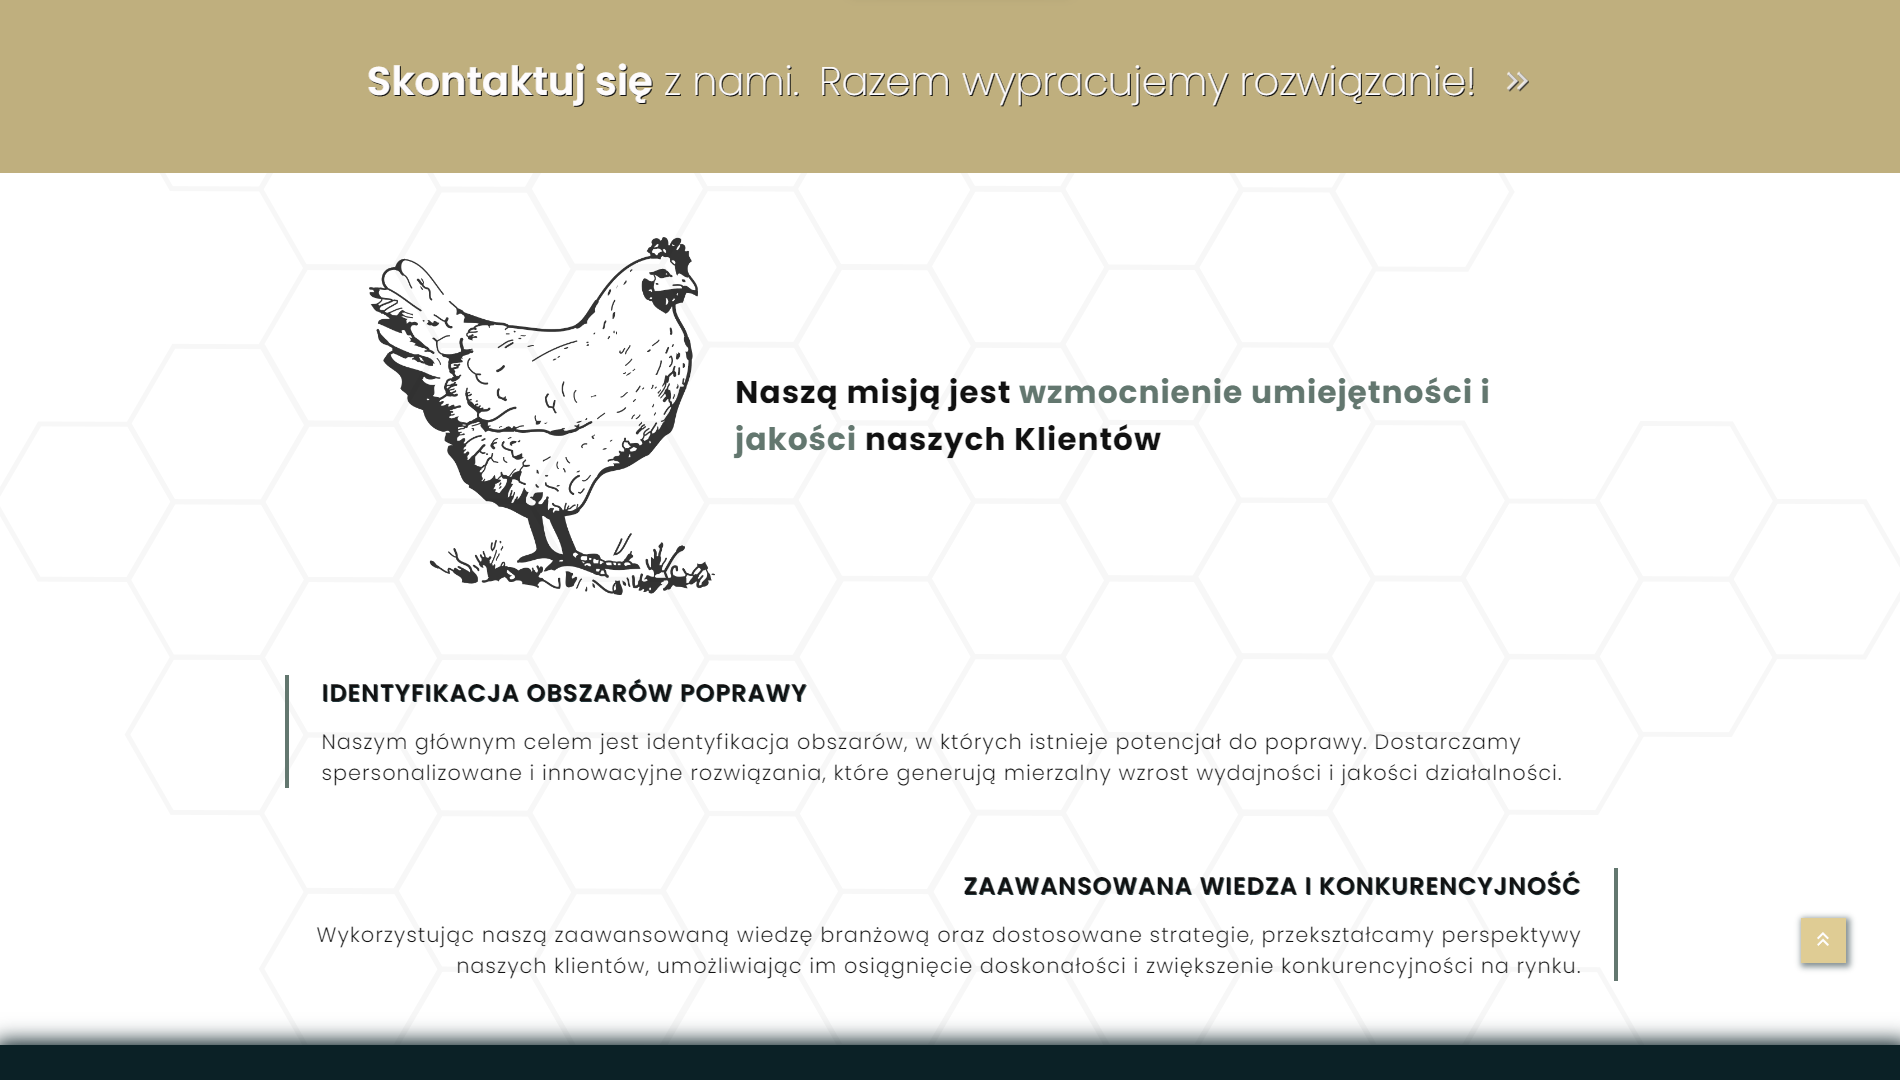 Skontaktuj się z nami. Razem wypracujemy rozwiązanie! »
Naszą misją jest wzmocnienie umiejętności i
jakości naszych Klientów
IDENTYFIKACJA OBSZARÓW POPRAWY
Naszym głównym celem jest identyfikacja obszarów, w których istnieje potencjał do poprawy. Dostarczamy
spersonalizowane i innowacyjne rozwiązania, które generują mierzalny wzrost wydajności i jakości działalności.
ZAAWANSOWANA WIEDZA I KONKURENCYJNOŚĆ
Wykorzystując naszą zaawansowaną wiedzę branżową oraz dostosowane strategie, przekształcamy perspektywy
naszych klientów, umożliwiając im osiągnięcie doskonałości i zwiększenie konkurencyjności na rynku.